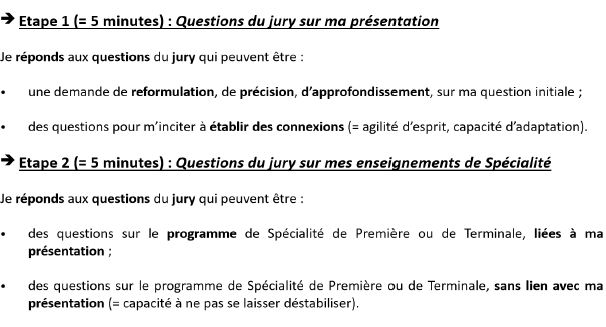 ➔ Etape 1 (= 5 minutes) : Questions du jury sur ma présentation
Je réponds aux questions du jury qui peuvent être :
• une demande de reformulation, de précision, d’approfondissement, sur ma question initiale ;
• des questions pour m’inciter à établir des connexions (= agilité d’esprit, capacité d’adaptation).
➔ Etape 2 (= 5 minutes) : Questions du jury sur mes enseignements de Spécialité
Je réponds aux questions du jury qui peuvent être :
• des questions sur le programme de Spécialité de Première ou de Terminale, liées à ma
présentation ;
• des questions sur le programme de Spécialité de Première ou de Terminale, sans lien avec ma
présentation (= capacité à ne pas se laisser déstabiliser).